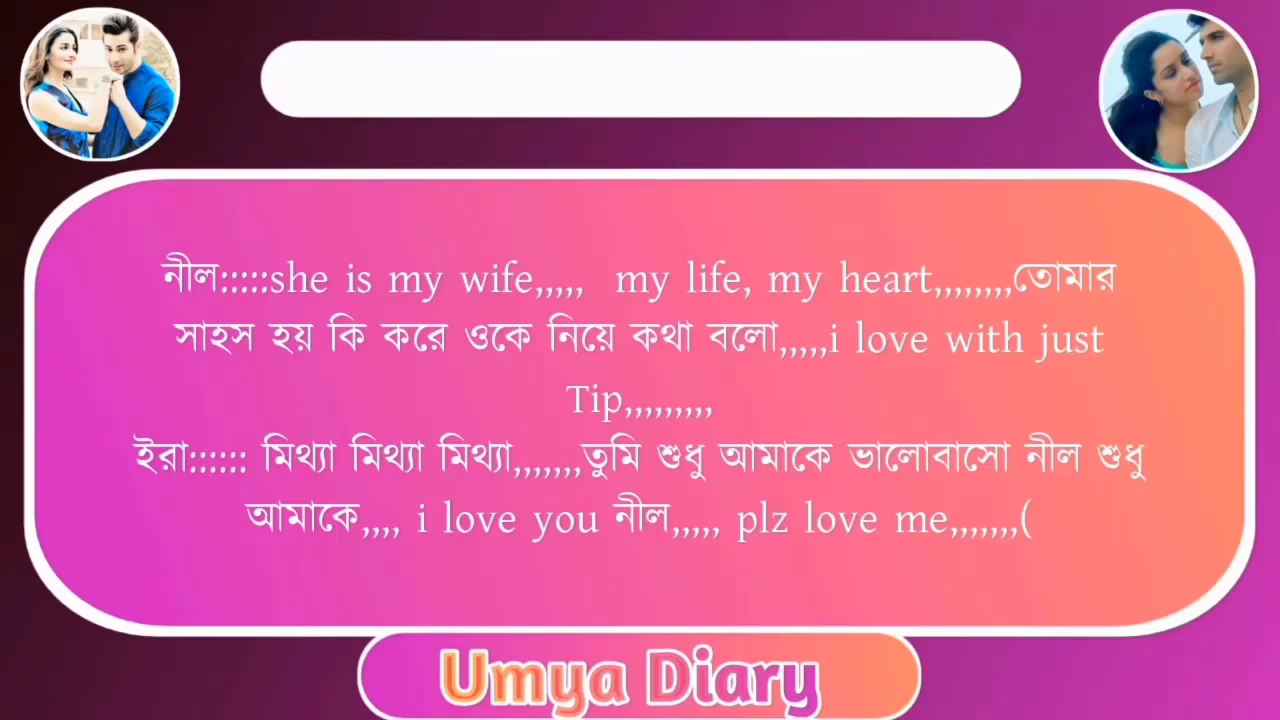 নীল:::::she is my wife,,,,, my life, my heart,,,,,,,,তোমার
সাহস হয় কি করে ওকে নিয়ে কথা বলো,,,,,i love with just
Tip,,,,,,,,,
ইরা:::::: মিথ্যা মিথ্যা মিথ্যা,,,,,,,তুমি শুধু আমাকে ভালোবাসো নীল শুধু
আমাকে,,,, i love you নীল,,,,, plz love me,,,,,,,(
Umya Diary